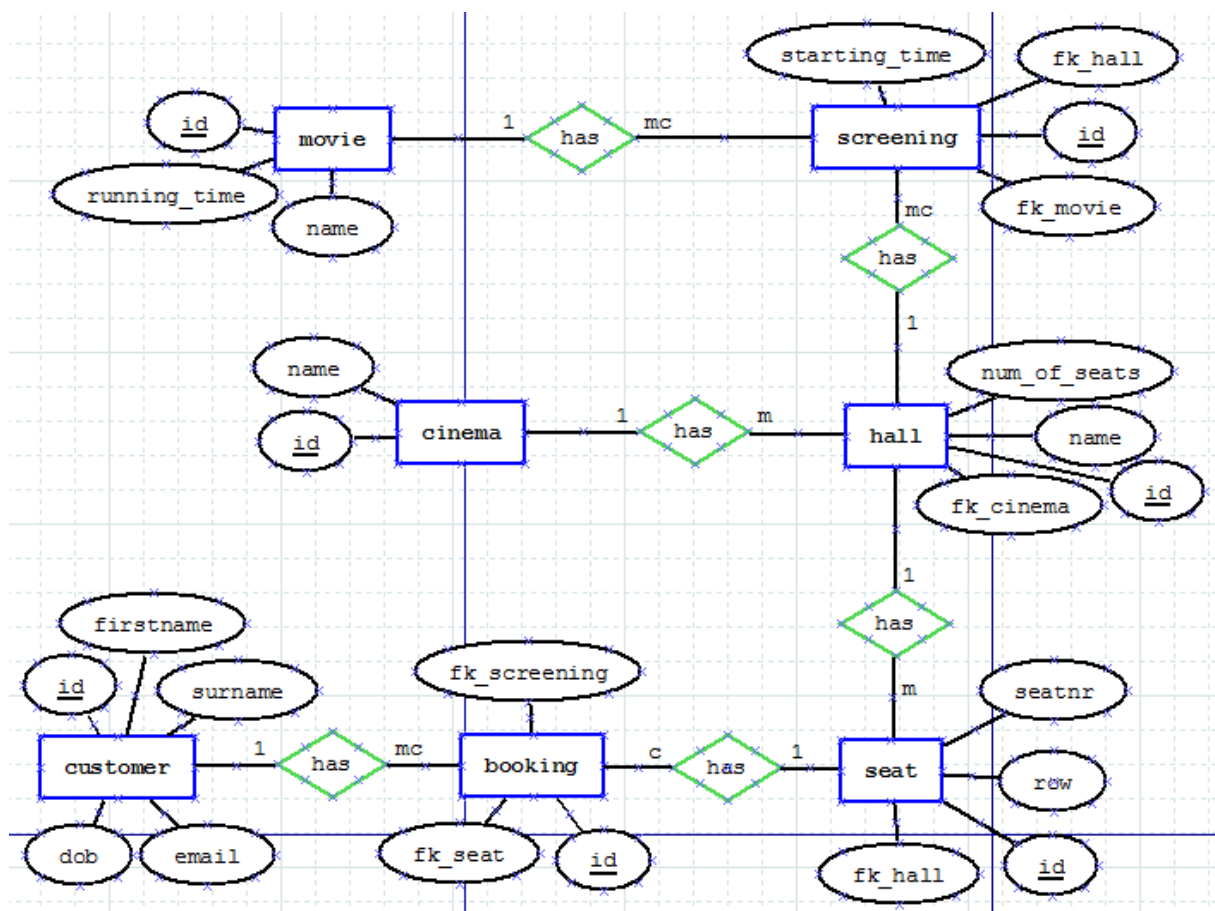 starting_time
fk_hall
id
movie
1
has
mc
screening
id
running_time
name
fk_movie
mc
has
1
name
num_of_seats
cinema
1
has
m
hall
name
id
fk_cinema
id
1
has
m
firstname
id
surname
fk_screening
seatnr
customer
1
has
mc
booking
c
has
1
seat
row
dob
email
fk_seat
id
fk_hall
id